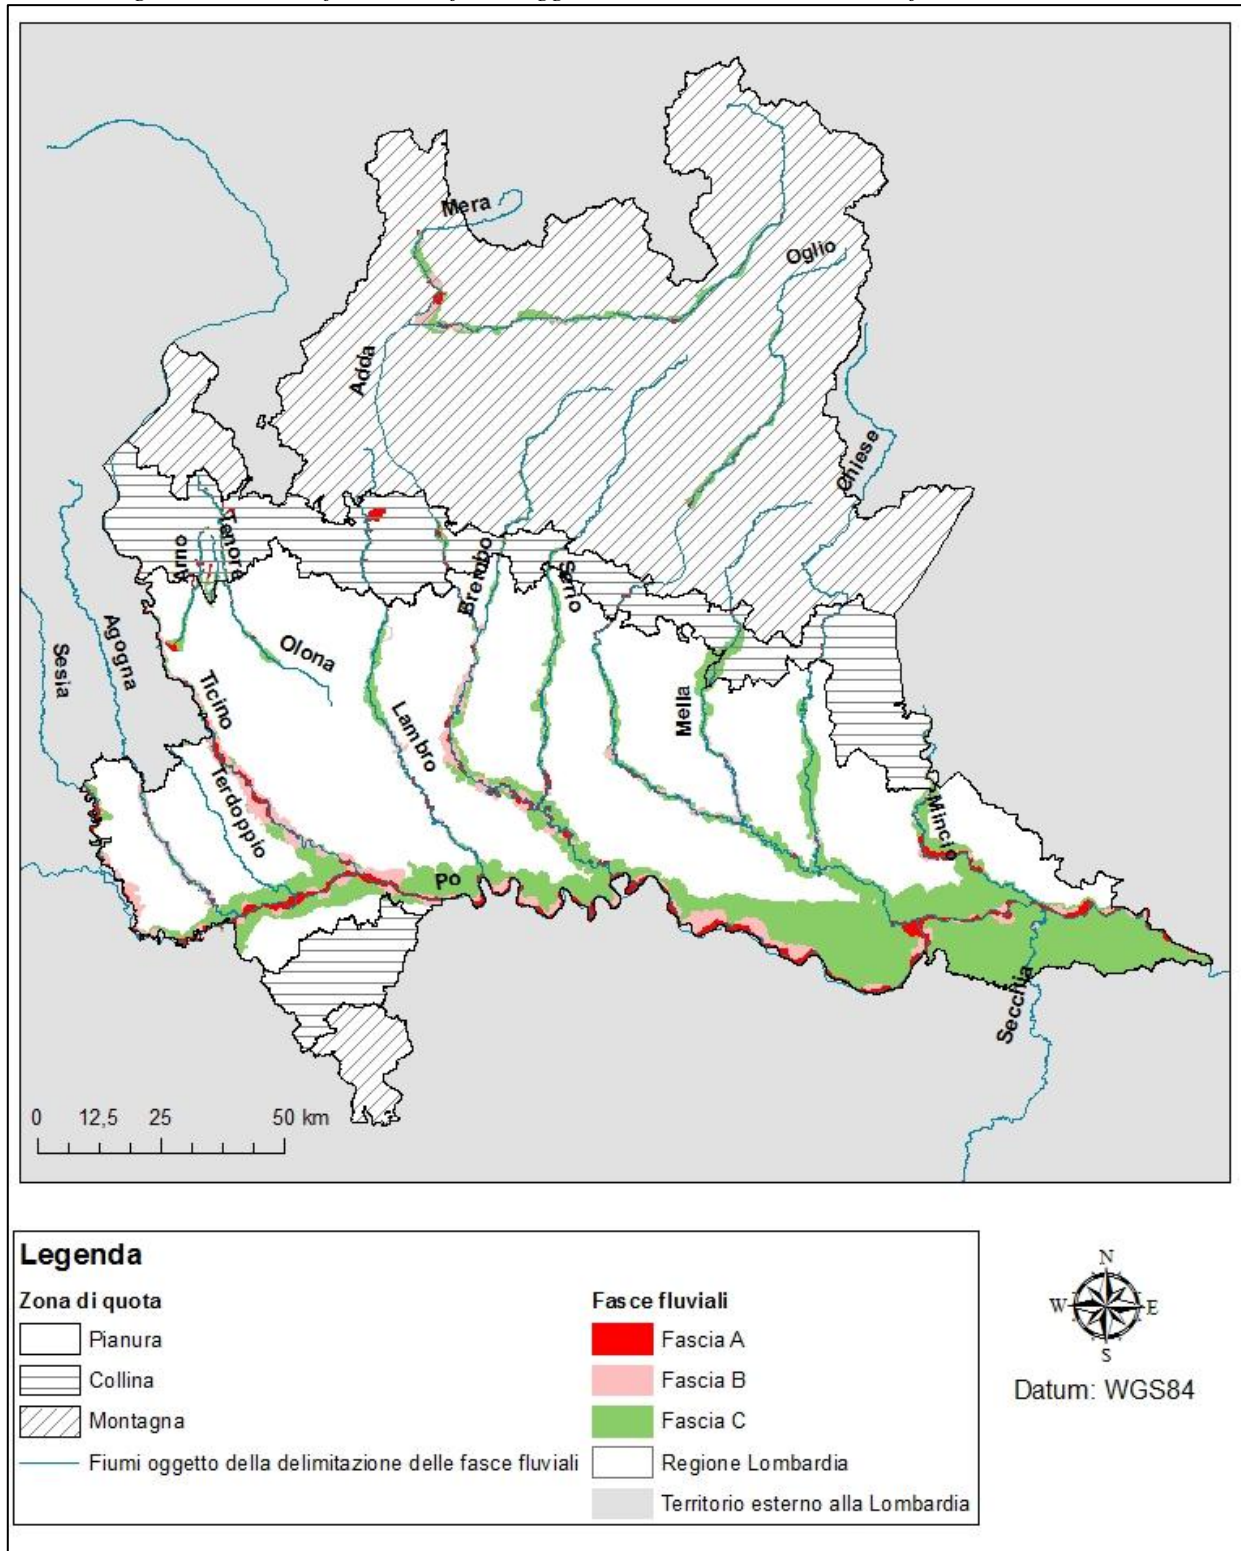 Mera
Oglio
Adda
Chiese
Tenore
Arno
Brembo
Serio
Agogna
Sesia
Olona
Ticino
Mella
Lambro
Terdoppio
Mincio
Po
Secchia
0 12,5 25 50 km
Legenda
Zona di quota
Pianura
Collina
Montagna
Fiumi oggetto della delimitazione delle fasce fluviali
Fasce fluviali
Fascia A
Fascia B
Fascia C
Regione Lombardia
Territorio esterno alla Lombardia
N
W E
S
Datum: WGS84